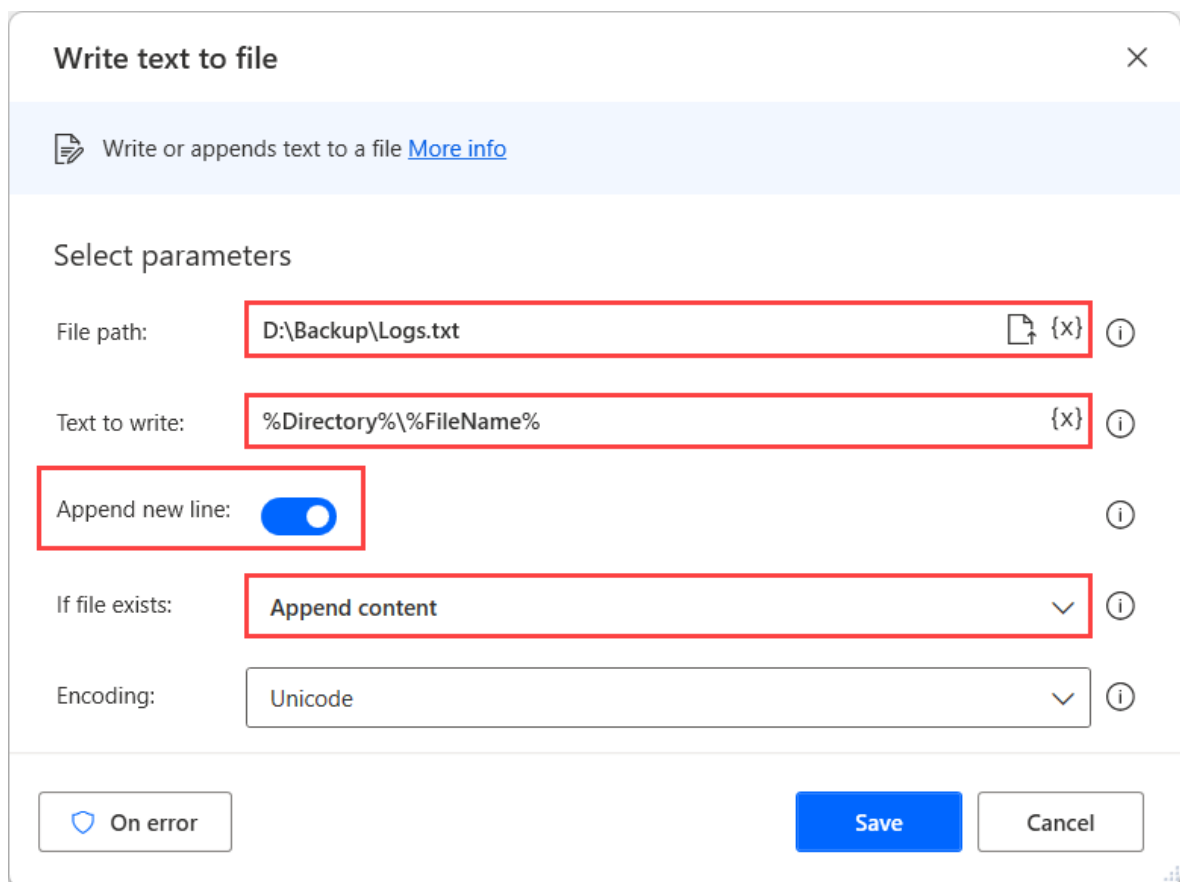 Write text to file
Write or appends text to a file More info
Select parameters
File path: D:\Backup\Logs.txt {x}
Text to write: %Directory%\%FileName% {x}
Append new line:
If file exists: Append content
Encoding: Unicode
On error Save Cancel